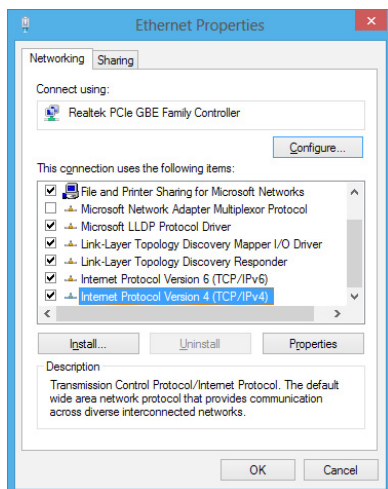 Ethernet Properties
Networking
Sharing
Connect using:
Realtek PCIe GBE Family Controller
Configure...
This connection uses the following items:
File and Printer Sharing for Microsoft Networks
Microsoft Network Adapter Multiplexor Protocol
Microsoft LLDP Protocol Driver
Link-Layer Topology Discovery Mapper I/O Driver
Link-Layer Topology Discovery Responder
Internet Protocol Version 6 (TCP/IPv6)
Internet Protocol Version 4 (TCP/IPv4)
Install...
Uninstall
Properties
Description
Transmission Control Protocol/Internet Protocol. The default
wide area network protocol that provides communication
across diverse interconnected networks.
OK
Cancel